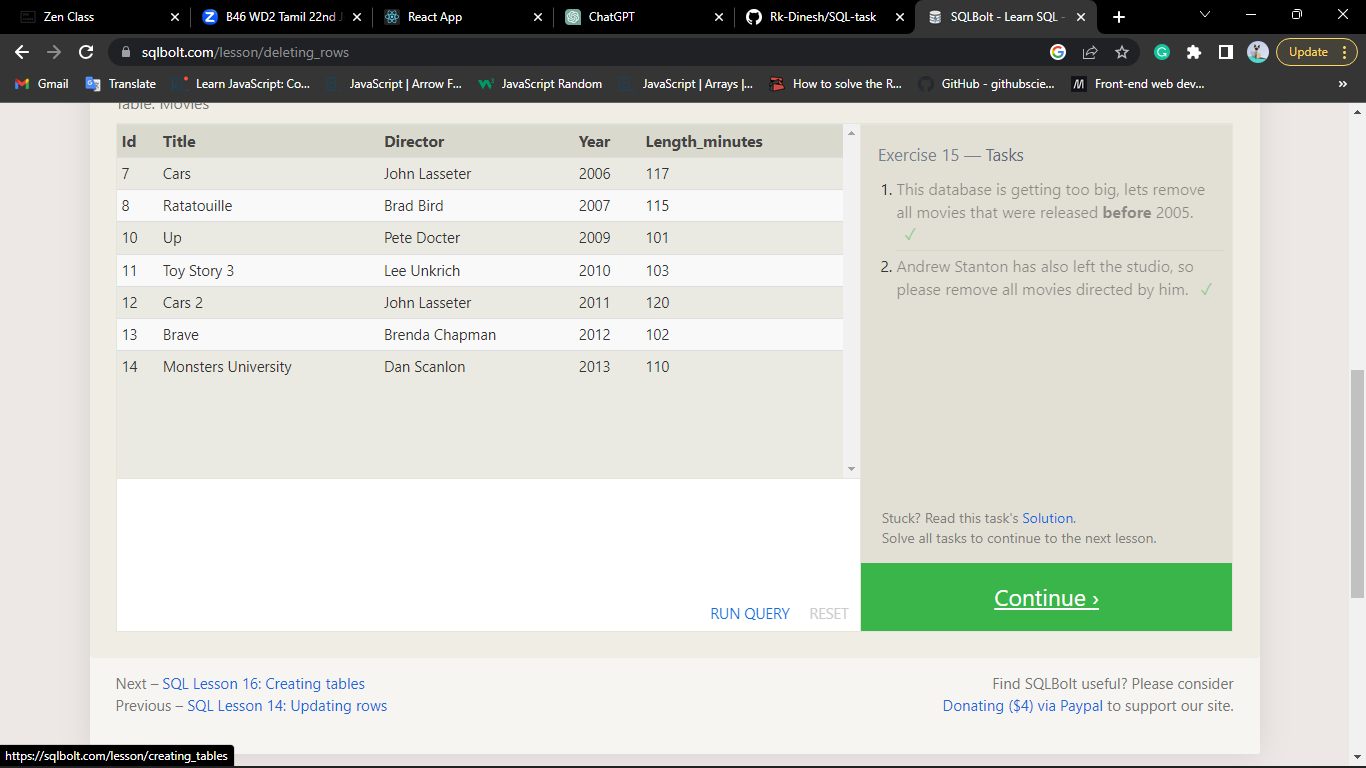 Zen Class
B46 WD2 Tamil 22nd J
React App
ChatGPT
Rk-Dinesh/SQL-task
SQLBolt - Learn SQL -
sqlbolt.com/lesson/deleting_rows
Update
Gmail
Translate
Learn JavaScript: Co...
JavaScript | Arrow F...
JavaScript Random
JavaScript | Arrays |...
How to solve the R...
GitHub - githubscie...
Front-end web dev...
»
Table: Movies
Id Title Director Year Length_minutes
7 Cars John Lasseter 2006 117
8 Ratatouille Brad Bird 2007 115
10 Up Pete Docter 2009 101
11 Toy Story 3 Lee Unkrich 2010 103
12 Cars 2 John Lasseter 2011 120
13 Brave Brenda Chapman 2012 102
14 Monsters University Dan Scanlon 2013 110
RUN QUERY RESET
Exercise 15 — Tasks
1. This database is getting too big, lets remove
all movies that were released before 2005.
✓
2. Andrew Stanton has also left the studio, so
please remove all movies directed by him. ✓
Stuck? Read this task's Solution.
Solve all tasks to continue to the next lesson.
Continue ›
Next – SQL Lesson 16: Creating tables
Previous – SQL Lesson 14: Updating rows
Find SQLBolt useful? Please consider
Donating ($4) via Paypal to support our site.
https://sqlbolt.com/lesson/creating_tables